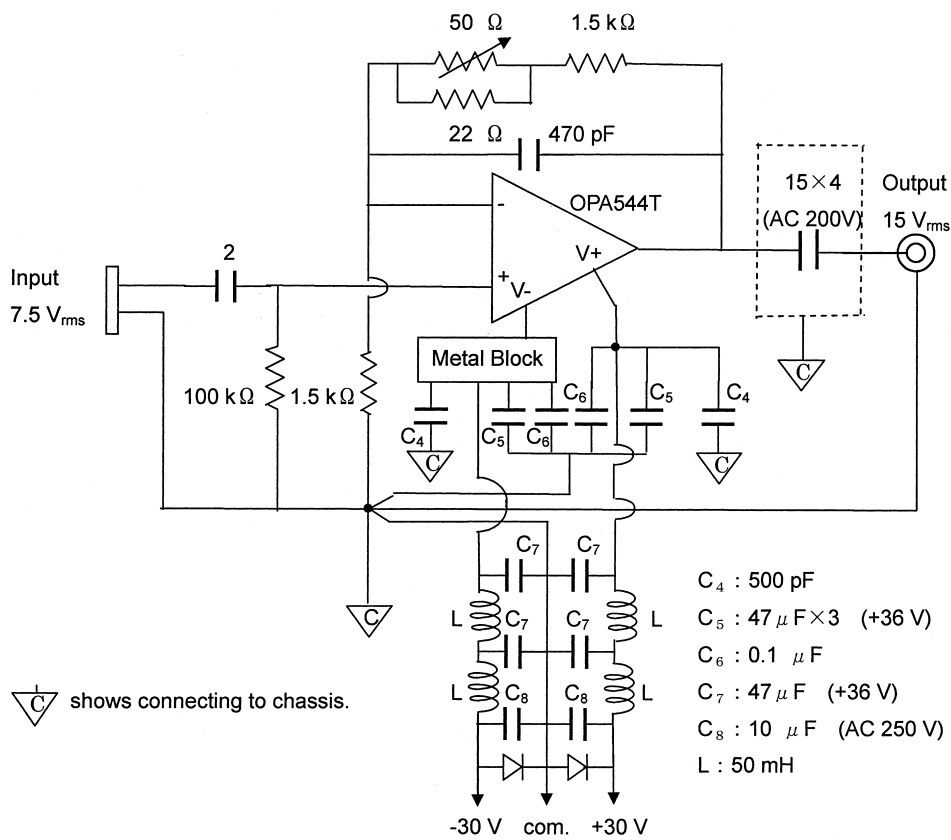 50 Ω
1.5 kΩ
22 Ω
470 pF
OPA544T
15×4
(AC 200V)
Output
15 Vrms
-
+
V+
V-
2
Input
7.5 Vrms
Metal Block
100 kΩ
1.5 kΩ
C4
C5
C6
C6
C5
C4
C
C
C
C
C7
C7
L
C7
C7
L
L
C8
C8
L
-30 V
com.
+30 V
C4 : 500 pF
C5 : 47 μF×3 (+36 V)
C6 : 0.1 μF
C7 : 47 μF (+36 V)
C8 : 10 μF (AC 250 V)
L : 50 mH
C shows connecting to chassis.